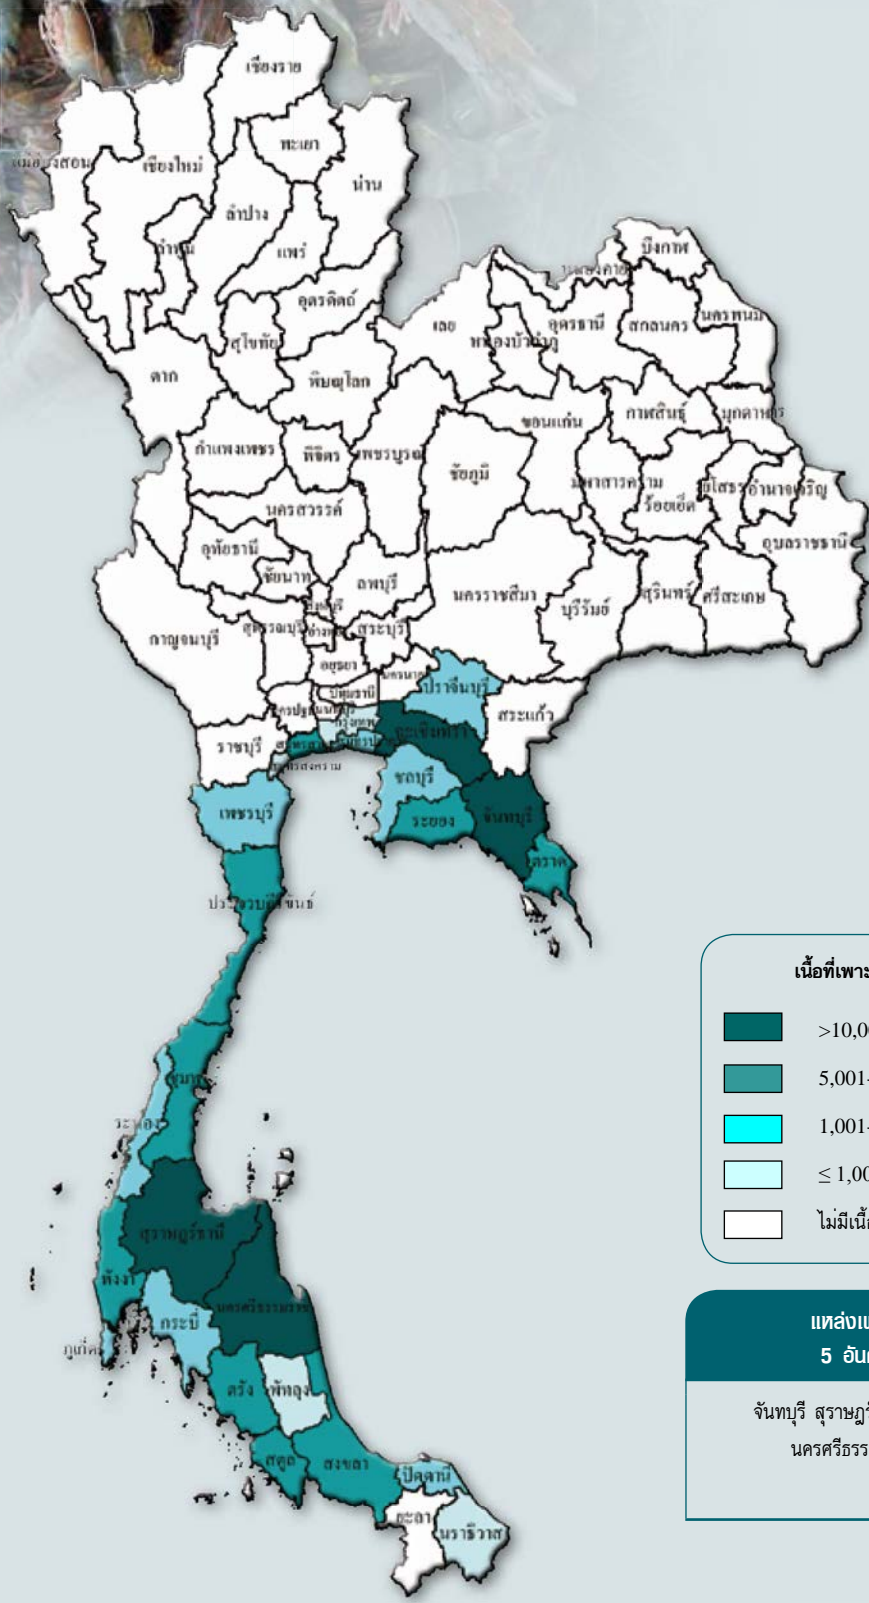 เชียงราย
พะเยา
น่าน
เชียงใหม่
ลำปาง
แพร่
ลำพูน
อุตรดิตถ์
สุโขทัย
ตาก
พิษณุโลก
กำแพงเพชร
พิจิตร
เพชรบูรณ์
เลย
บึงกาฬ
อุดรธานี
สกลนคร
นครพนม
ขอนแก่น
กาฬสินธุ์
มุกดาหาร
ชัยภูมิ
มหาสารคาม
ร้อยเอ็ด
ยโสธร
อำนาจเจริญ
อุบลราชธานี
นครสวรรค์
อุทัยธานี
ชัยนาท
ลพบุรี
นครราชสีมา
บุรีรัมย์
สุรินทร์
ศรีสะเกษ
กาญจนบุรี
สุพรรณบุรี
สระบุรี
อยุธยา
ปทุมธานี
ปราจีนบุรี
สระแก้ว
กรุงเทพ
ราชบุรี
ฉะเชิงเทรา
เพชรบุรี
ชลบุรี
ระยอง
จันทบุรี
ตราด
ประจวบคีรีขันธ์
ชุมพร
ระนอง
สุราษฎร์ธานี
พังงา
นครศรีธรรมราช
กระบี่
ภูเก็ต
ตรัง
พัทลุง
สตูล
สงขลา
ปัตตานี
ยะลา
นราธิวาส
เนื้อที่เพาะ
>10,00
5,001-
1,001-
≤ 1,00
ไม่มีเนื้
แหล่ง
5 อัน
จันทบุรี สุราษฎร์
นครศรีธรร